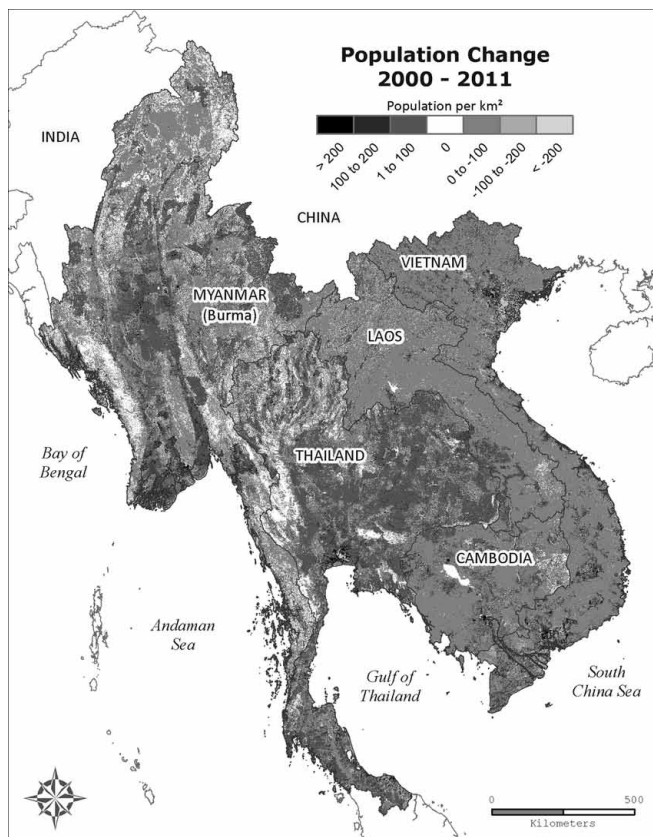 Population Change
2000 - 2011
Population per km²
> 200
100 to 200
1 to 100
0
0 to -100
-100 to -200
< -200
INDIA
CHINA
VIETNAM
MYANMAR
(Burma)
LAOS
Bay of
Bengal
THAILAND
CAMBODIA
Andaman
Sea
Gulf of
Thailand
South
China Sea
0
500
Kilometers